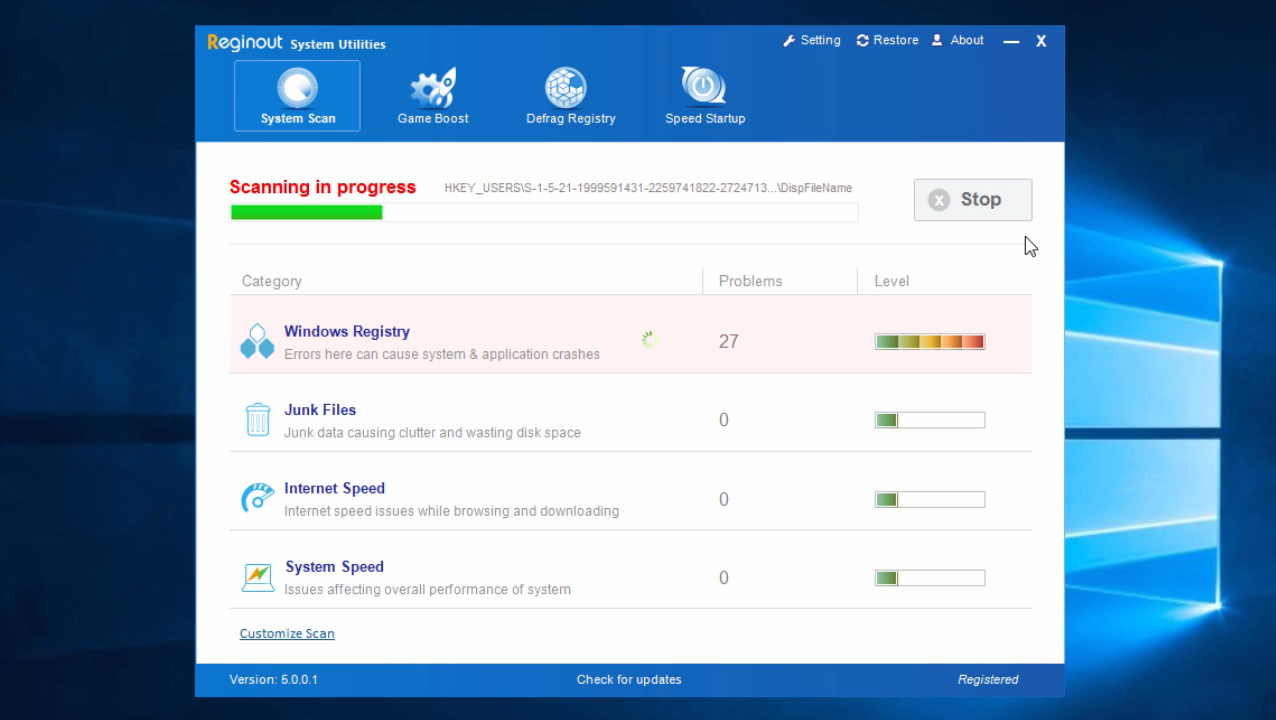 Reginout System Utilities
Setting Restore About
System Scan
Game Boost
Defrag Registry
Speed Startup
Scanning in progress
HKEY_USERS\S-1-5-21-1999591431-2259741822-2724713...\DispFileName
Stop
Category Problems Level
Windows Registry
Errors here can cause system & application crashes
27
Junk Files
Junk data causing clutter and wasting disk space
0
Internet Speed
Internet speed issues while browsing and downloading
0
System Speed
Issues affecting overall performance of system
0
Customize Scan
Version: 5.0.0.1 Check for updates Registered